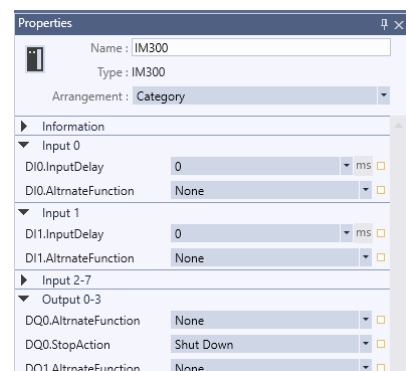 Properties
Name : IM300
Type : IM300
Arrangement : Category
Information
Input 0
DI0.InputDelay 0 ms
DI0.AltrnateFunction None
Input 1
DI1.InputDelay 0 ms
DI1.AltrnateFunction None
Input 2-7
Output 0-3
DQ0.AltrnateFunction None
DQ0.StopAction Shut Down
DQ1.AltrnateFunction None